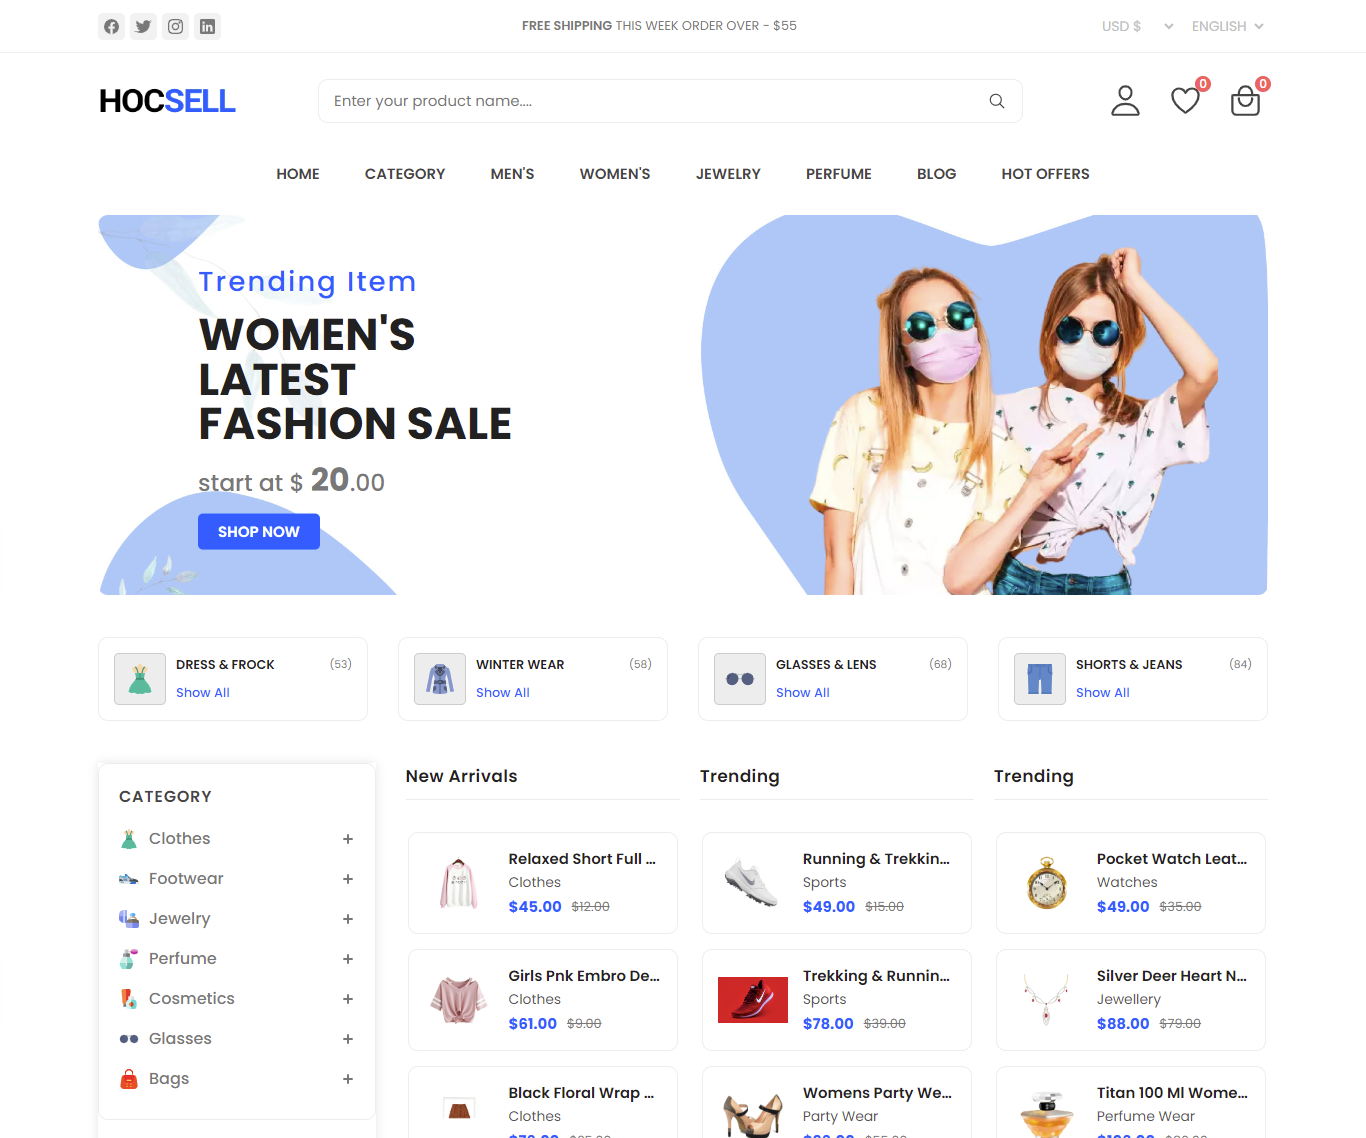 FREE SHIPPING THIS WEEK ORDER OVER - $55
USD $
ENGLISH
HOCSELL
Enter your product name....
0
0
HOME
CATEGORY
MEN'S
WOMEN'S
JEWELRY
PERFUME
BLOG
HOT OFFERS
Trending Item
WOMEN'S
LATEST
FASHION SALE
start at $ 20.00
SHOP NOW
DRESS & FROCK
(53)
Show All
WINTER WEAR
(58)
Show All
GLASSES & LENS
(68)
Show All
SHORTS & JEANS
(84)
Show All
CATEGORY
Clothes
Footwear
Jewelry
Perfume
Cosmetics
Glasses
Bags
New Arrivals
Relaxed Short Full ...
Clothes
$45.00 $12.00
Girls Pnk Embro De...
Clothes
$61.00 $9.00
Black Floral Wrap ...
Clothes
Trending
Running & Trekkin...
Sports
$49.00 $15.00
Trekking & Runnin...
Sports
$78.00 $39.00
Womens Party We...
Party Wear
Trending
Pocket Watch Leat...
Watches
$49.00 $35.00
Silver Deer Heart N...
Jewellery
$88.00 $79.00
Titan 100 Ml Wome...
Perfume Wear